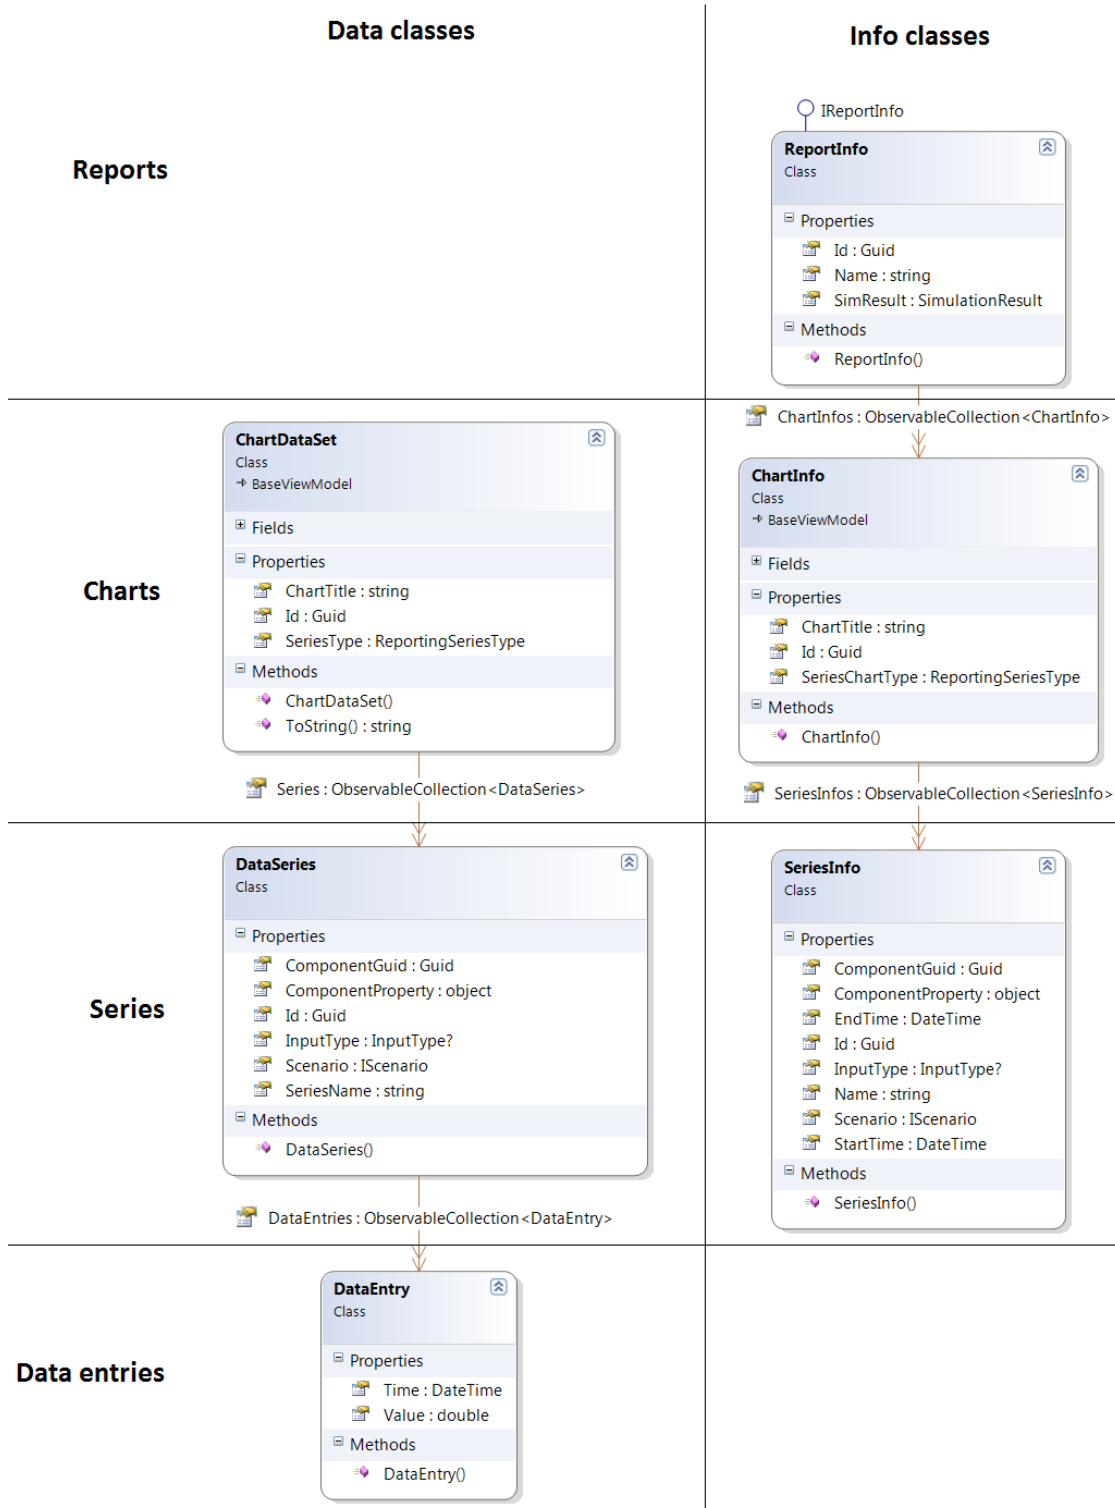 Data classes
Info classes
Reports
IReportInfo
ReportInfo
Class
Properties
Id : Guid
Name : string
SimResult : SimulationResult
Methods
ReportInfo()
ChartInfos : ObservableCollection<ChartInfo>
Charts
ChartDataSet
Class
BaseViewModel
Fields
Properties
ChartTitle : string
Id : Guid
SeriesType : ReportingSeriesType
Methods
ChartDataSet()
ToString() : string
Series : ObservableCollection<DataSeries>
ChartInfo
Class
BaseViewModel
Fields
Properties
ChartTitle : string
Id : Guid
SeriesChartType : ReportingSeriesType
Methods
ChartInfo()
SeriesInfos : ObservableCollection<SeriesInfo>
Series
DataSeries
Class
Properties
ComponentGuid : Guid
ComponentProperty : object
Id : Guid
InputType : InputType?
Scenario : IScenario
SeriesName : string
Methods
DataSeries()
DataEntries : ObservableCollection<DataEntry>
SeriesInfo
Class
Properties
ComponentGuid : Guid
ComponentProperty : object
EndTime : DateTime
Id : Guid
InputType : InputType?
Name : string
Scenario : IScenario
StartTime : DateTime
Methods
SeriesInfo()
Data entries
DataEntry
Class
Properties
Time : DateTime
Value : double
Methods
DataEntry()